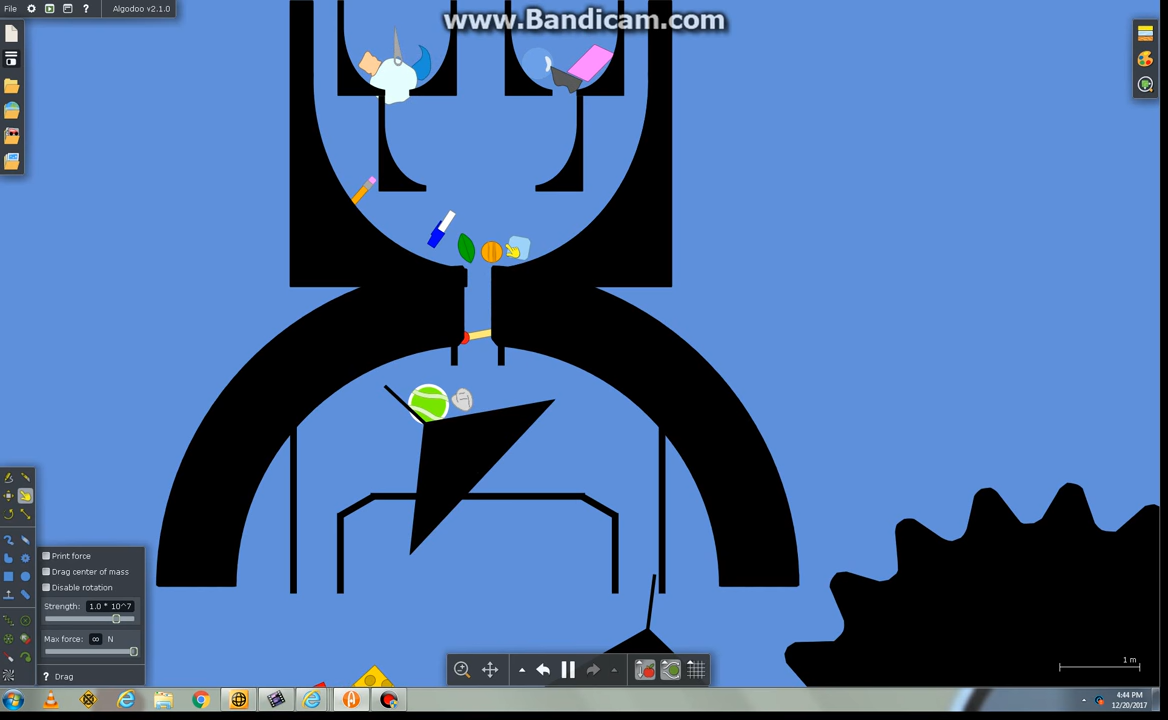 File
?
Algodoo v2.1.0
www.Bandicam.com
Print force
Drag center of mass
Disable rotation
Strength: 1.0 * 10^7
Max force: ∞ N
? Drag
1 m
4:44 PM
12/20/2017